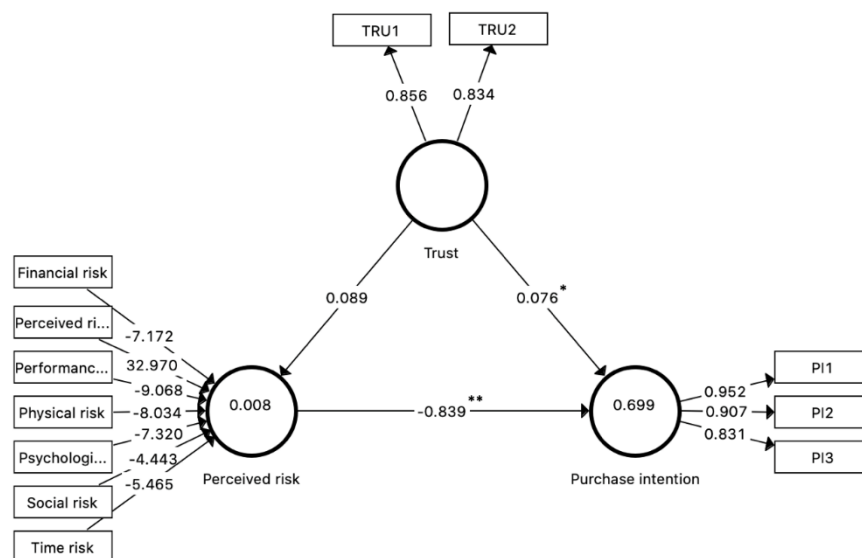 TRU1
TRU2
0.856
0.834
Trust
Financial risk
0.089
0.076*
Perceived ri...
-7.172
32.970
Performanc...
-9.068
PI1
0.952
Physical risk
-8.034
0.008
-0.839**
0.699
0.907
PI2
Psychologi...
-7.320
0.831
PI3
-4.443
Perceived risk
Purchase intention
-5.465
Social risk
Time risk